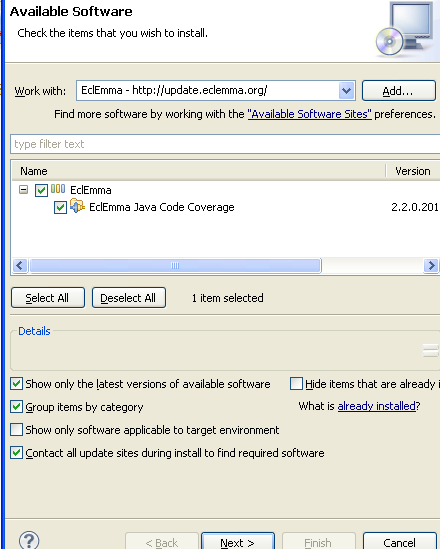 Available Software
Check the items that you wish to install.
Work with: EclEmma - http://update.eclemma.org/ Add...
Find more software by working with the "Available Software Sites" preferences.
type filter text
Name Version
EclEmma
EclEmma Java Code Coverage 2.2.0.201
Select All Deselect All 1 item selected
Details
Show only the latest versions of available software Hide items that are already i
Group items by category What is already installed?
Show only software applicable to target environment
Contact all update sites during install to find required software
? < Back Next > Finish Cancel